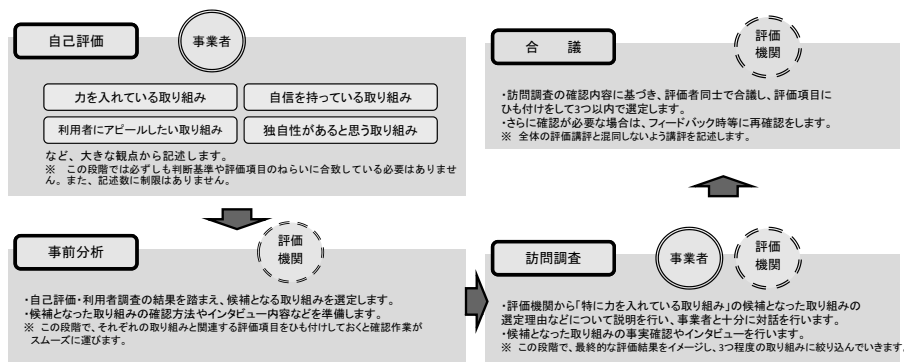 自己評価
事業者
力を入れている取り組み
自信を持っている取り組み
利用者にアピールしたい取り組み
独自性があると思う取り組み
など、大きな観点から記述します。
※ この段階では必ずしも判断基準や評価項目のねらいに合致している必要はありませ
ん。また、記述数に制限はありません。
事前分析
評価
機関
・自己評価・利用者調査の結果を踏まえ、候補となる取り組みを選定します。
・候補となった取り組みの確認方法やインタビュー内容などを準備します。
※ この段階で、それぞれの取り組みと関連する評価項目をひも付けしておくと確認作業が
スムーズに運びます。
訪問調査
事業者
評価
機関
・評価機関から「特に力を入れている取り組み」の候補となった取り組みの
選定理由などについて説明を行い、事業者と十分に対話を行います。
・候補となった取り組みの事実確認やインタビューを行います。
※ この段階で、最終的な評価結果をイメージし、3つ程度の取り組みに絞り込んでいきます。
合 議
評価
機関
・訪問調査の確認内容に基づき、評価者同士で合議し、評価項目に
ひも付けをして3つ以内で選定します。
・さらに確認が必要な場合は、フィードバック時等に再確認をします。
※ 全体の評価講評と混同しないよう講評を記述します。